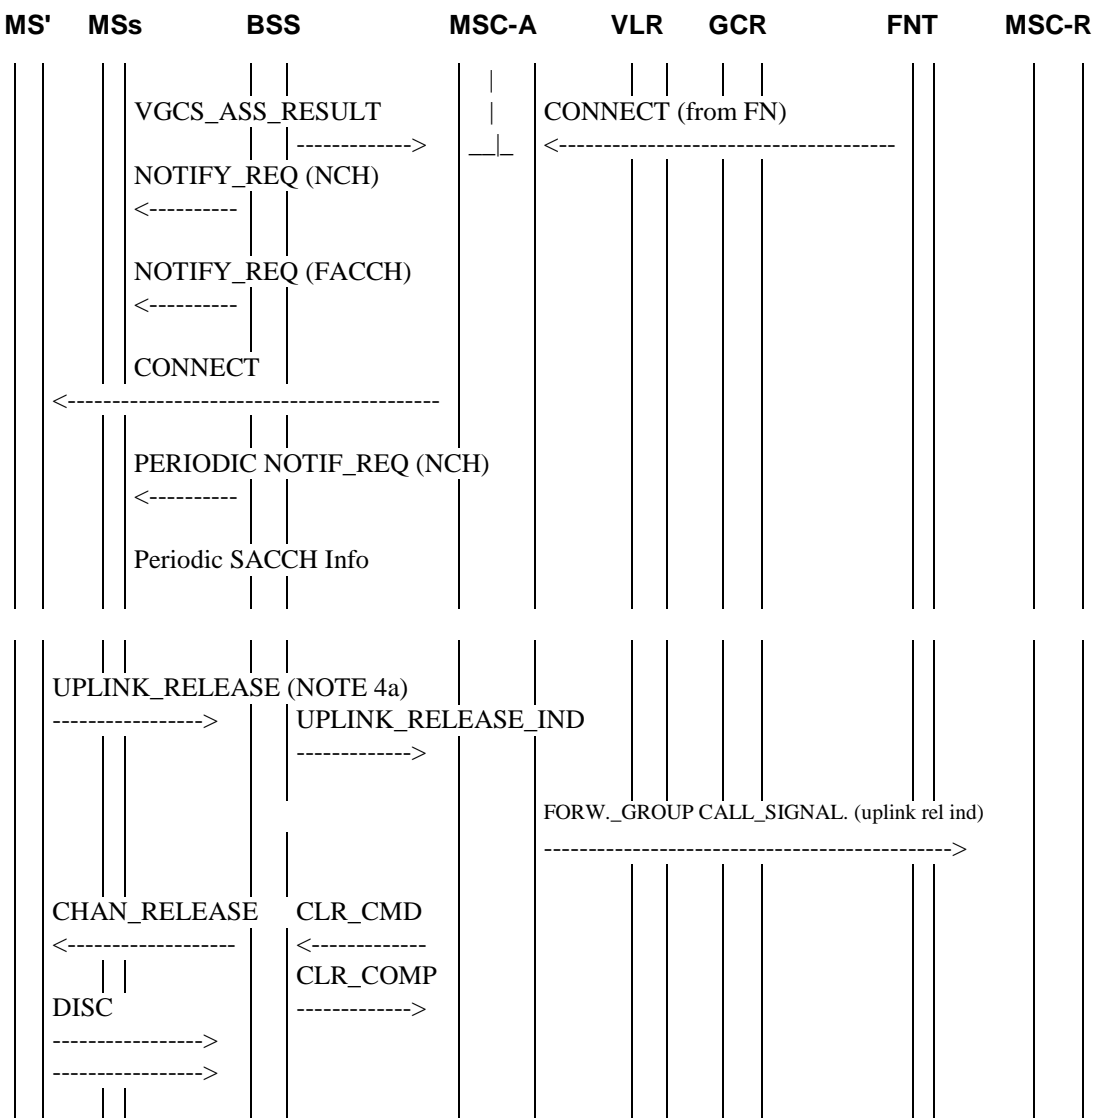 MS' MSs BSS MSC-A VLR GCR FNT MSC-R
VGCS_ASS_RESULT | CONNECT (from FN)
-------------> __|_ <--------------------------------------
NOTIFY_REQ (NCH)
<----------
NOTIFY_REQ (FACCH)
<----------
CONNECT
<------------------------------------------
PERIODIC NOTIF_REQ (NCH)
<----------
Periodic SACCH Info
UPLINK_RELEASE (NOTE 4a)
-----------------> UPLINK_RELEASE_IND
------------->
FORW._GROUP CALL_SIGNAL. (uplink rel ind)
---------------------------------------------->
CHAN_RELEASE CLR_CMD
<------------------- <-------------
CLR_COMP
DISC ------------->
----------------->
----------------->